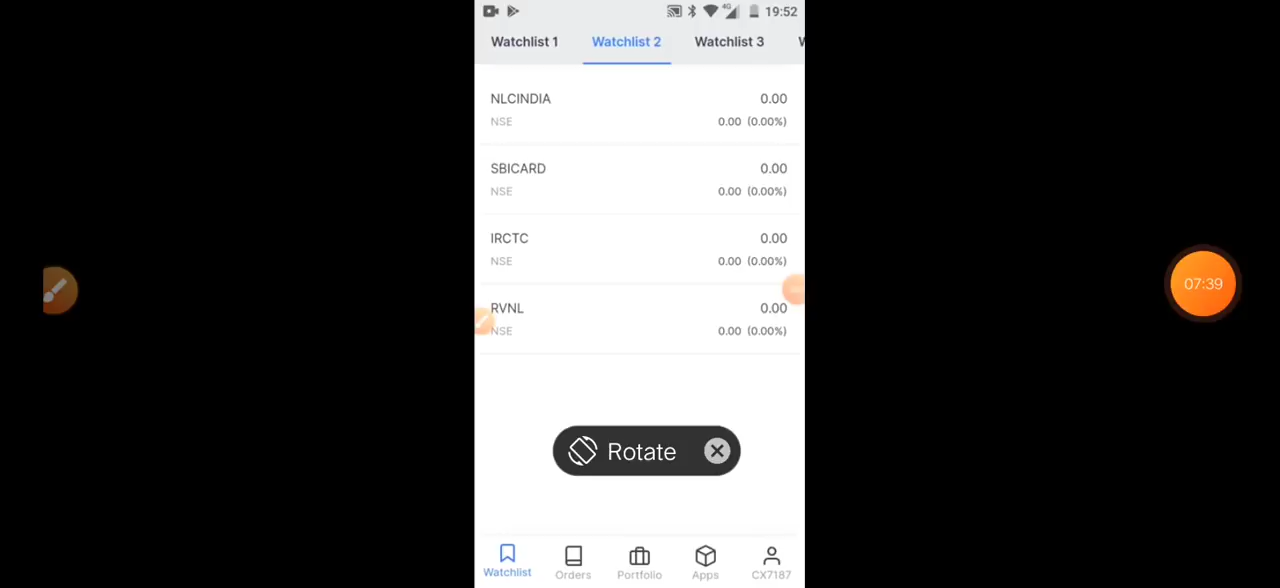 4G 19:52
Watchlist 1 Watchlist 2 Watchlist 3
NLCINDIA 0.00
NSE 0.00 (0.00%)
SBICARD 0.00
NSE 0.00 (0.00%)
IRCTC 0.00
NSE 0.00 (0.00%)
07:39
RVNL 0.00
NSE 0.00 (0.00%)
Rotate
Watchlist Orders Portfolio Apps CX7187